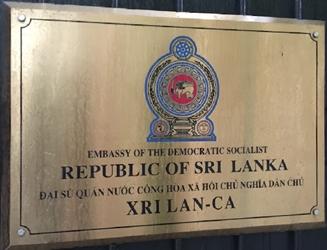 EMBASSY OF THE DEMOCRATIC SOCIALIST
REPUBLIC OF SRI LANKA
ĐẠI SỨ QUÁN NƯỚC CỘNG HOA XÃ HỘI CHỦ NGHĨA DÂN CHỦ
XRI LAN-CA